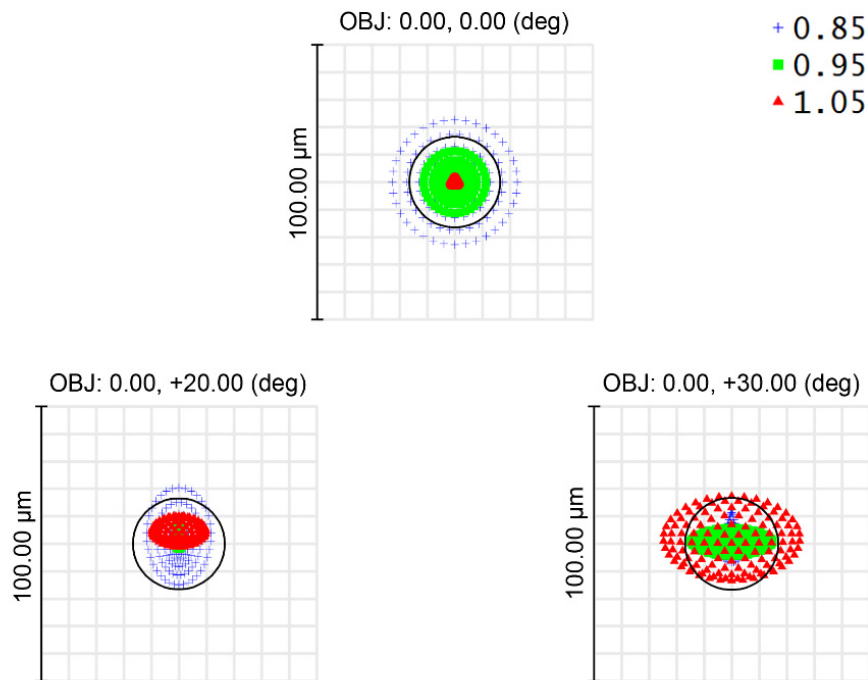 OBJ: 0.00, 0.00 (deg)
0.85
0.95
1.05
100.00 µm
OBJ: 0.00, +20.00 (deg)
100.00 µm
OBJ: 0.00, +30.00 (deg)
100.00 µm